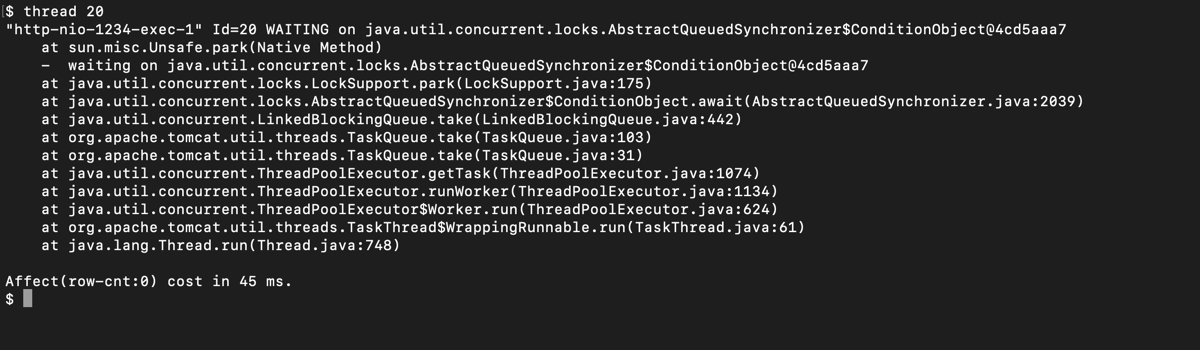 $ thread 20
"http-nio-1234-exec-1" Id=20 WAITING on java.util.concurrent.locks.AbstractQueuedSynchronizer$ConditionObject@4cd5aaa7
    at sun.misc.Unsafe.park(Native Method)
    -  waiting on java.util.concurrent.locks.AbstractQueuedSynchronizer$ConditionObject@4cd5aaa7
    at java.util.concurrent.locks.LockSupport.park(LockSupport.java:175)
    at java.util.concurrent.locks.AbstractQueuedSynchronizer$ConditionObject.await(AbstractQueuedSynchronizer.java:2039)
    at java.util.concurrent.LinkedBlockingQueue.take(LinkedBlockingQueue.java:442)
    at org.apache.tomcat.util.threads.TaskQueue.take(TaskQueue.java:103)
    at org.apache.tomcat.util.threads.TaskQueue.take(TaskQueue.java:31)
    at java.util.concurrent.ThreadPoolExecutor.getTask(ThreadPoolExecutor.java:1074)
    at java.util.concurrent.ThreadPoolExecutor.runWorker(ThreadPoolExecutor.java:1134)
    at java.util.concurrent.ThreadPoolExecutor$Worker.run(ThreadPoolExecutor.java:624)
    at org.apache.tomcat.util.threads.TaskThread$WrappingRunnable.run(TaskThread.java:61)
    at java.lang.Thread.run(Thread.java:748)

Affect(row-cnt:0) cost in 45 ms.
$